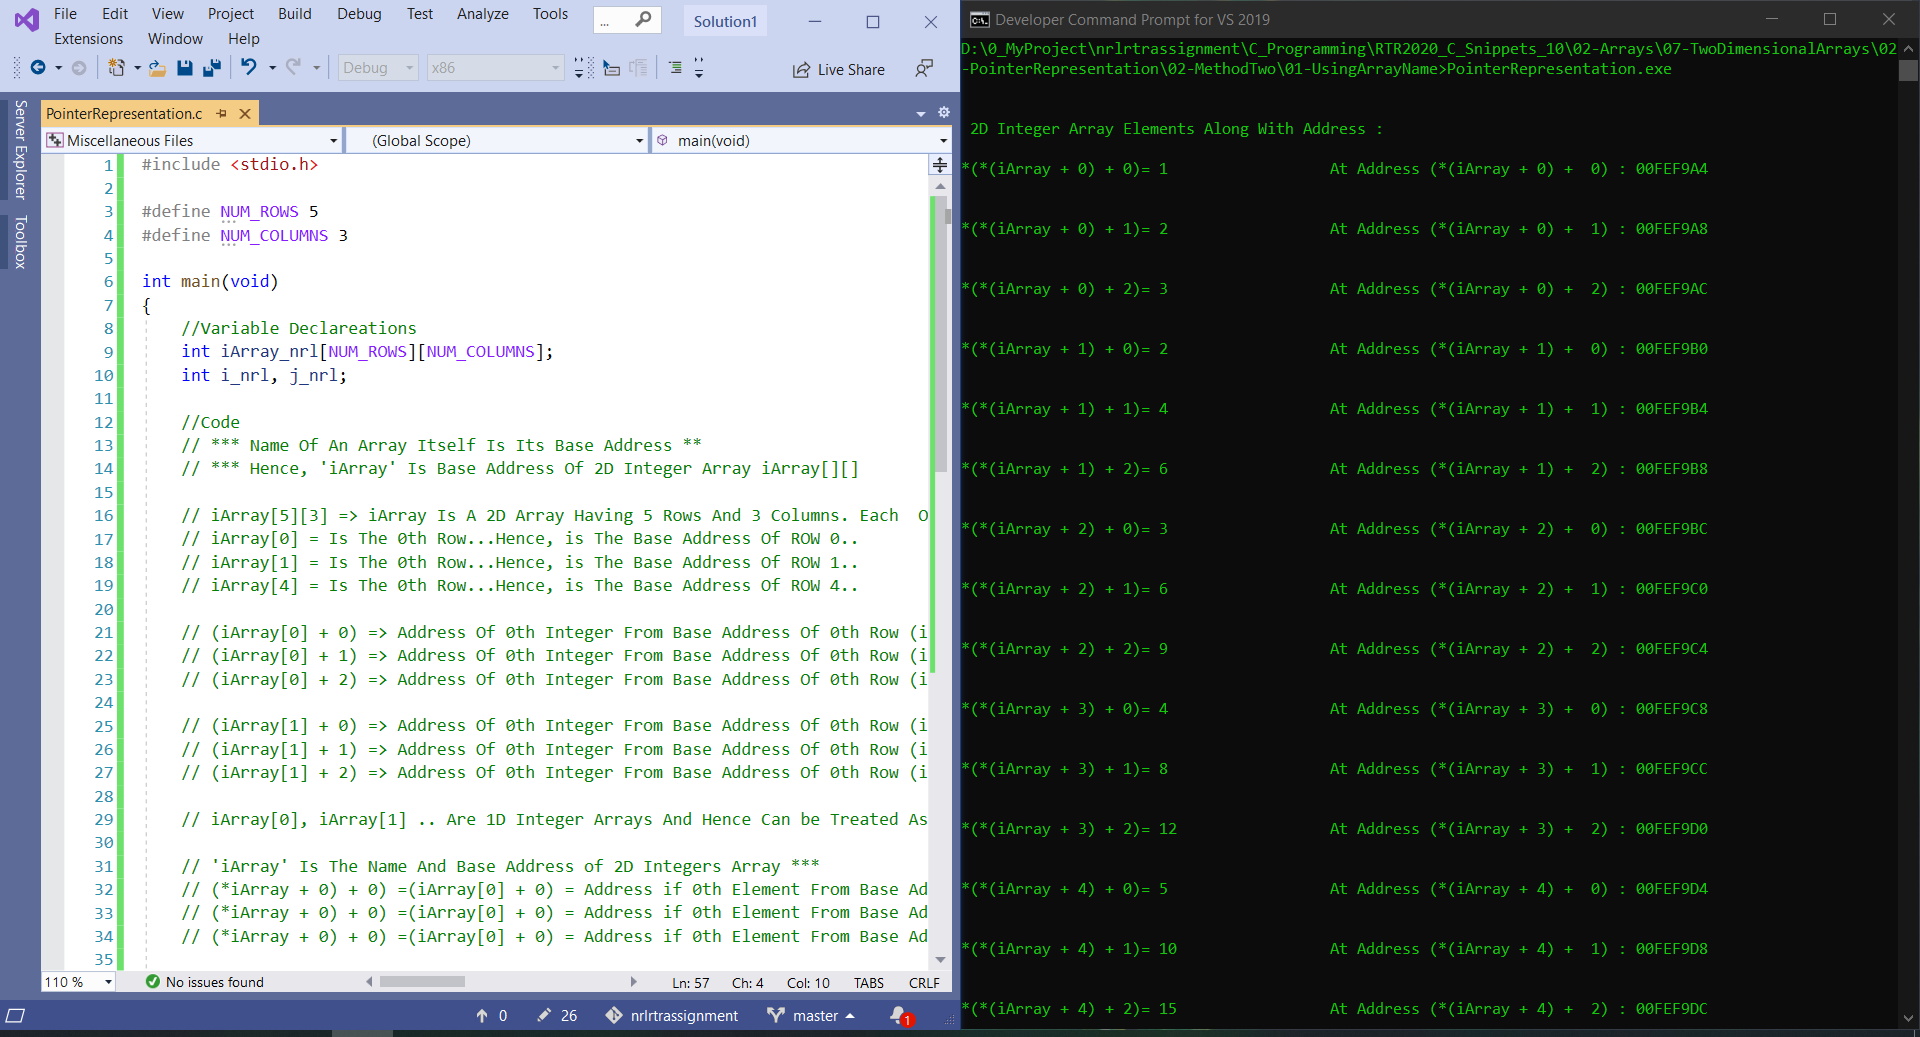 File Edit View Project Build Debug Test Analyze Tools
... Solution1
Extensions Window Help
Debug x86 Live Share
Server Explorer
Toolbox
PointerRepresentation.c
Miscellaneous Files (Global Scope) main(void)
1 #include <stdio.h>
2
3 #define NUM_ROWS 5
4 #define NUM_COLUMNS 3
5
6 int main(void)
7 {
8 //Variable Declareations
9 int iArray_nrl[NUM_ROWS][NUM_COLUMNS];
10 int i_nrl, j_nrl;
11
12 //Code
13 // *** Name Of An Array Itself Is Its Base Address **
14 // *** Hence, 'iArray' Is Base Address Of 2D Integer Array iArray[][]
15
16 // iArray[5][3] => iArray Is A 2D Array Having 5 Rows And 3 Columns. Each  O
17 // iArray[0] = Is The 0th Row...Hence, is The Base Address Of ROW 0..
18 // iArray[1] = Is The 0th Row...Hence, is The Base Address Of ROW 1..
19 // iArray[4] = Is The 0th Row...Hence, is The Base Address Of ROW 4..
20
21 // (iArray[0] + 0) => Address Of 0th Integer From Base Address Of 0th Row (i
22 // (iArray[0] + 1) => Address Of 0th Integer From Base Address Of 0th Row (i
23 // (iArray[0] + 2) => Address Of 0th Integer From Base Address Of 0th Row (i
24
25 // (iArray[1] + 0) => Address Of 0th Integer From Base Address Of 0th Row (i
26 // (iArray[1] + 1) => Address Of 0th Integer From Base Address Of 0th Row (i
27 // (iArray[1] + 2) => Address Of 0th Integer From Base Address Of 0th Row (i
28
29 // iArray[0], iArray[1] .. Are 1D Integer Arrays And Hence Can be Treated As
30
31 // 'iArray' Is The Name And Base Address of 2D Integers Array ***
32 // (*iArray + 0) + 0) =(iArray[0] + 0) = Address if 0th Element From Base Ad
33 // (*iArray + 0) + 0) =(iArray[0] + 0) = Address if 0th Element From Base Ad
34 // (*iArray + 0) + 0) =(iArray[0] + 0) = Address if 0th Element From Base Ad
35
110 % No issues found Ln: 57 Ch: 4 Col: 10 TABS CRLF
0 26 nrlrtrassignment master 1
Developer Command Prompt for VS 2019
D:\0_MyProject\nrlrtrassignment\C_Programming\RTR2020_C_Snippets_10\02-Arrays\07-TwoDimensionalArrays\02
-PointerRepresentation\02-MethodTwo\01-UsingArrayName>PointerRepresentation.exe
2D Integer Array Elements Along With Address :
*(*(iArray + 0) + 0)= 1 At Address (*(iArray + 0) +  0) : 00FEF9A4
*(*(iArray + 0) + 1)= 2 At Address (*(iArray + 0) +  1) : 00FEF9A8
*(*(iArray + 0) + 2)= 3 At Address (*(iArray + 0) +  2) : 00FEF9AC
*(*(iArray + 1) + 0)= 2 At Address (*(iArray + 1) +  0) : 00FEF9B0
*(*(iArray + 1) + 1)= 4 At Address (*(iArray + 1) +  1) : 00FEF9B4
*(*(iArray + 1) + 2)= 6 At Address (*(iArray + 1) +  2) : 00FEF9B8
*(*(iArray + 2) + 0)= 3 At Address (*(iArray + 2) +  0) : 00FEF9BC
*(*(iArray + 2) + 1)= 6 At Address (*(iArray + 2) +  1) : 00FEF9C0
*(*(iArray + 2) + 2)= 9 At Address (*(iArray + 2) +  2) : 00FEF9C4
*(*(iArray + 3) + 0)= 4 At Address (*(iArray + 3) +  0) : 00FEF9C8
*(*(iArray + 3) + 1)= 8 At Address (*(iArray + 3) +  1) : 00FEF9CC
*(*(iArray + 3) + 2)= 12 At Address (*(iArray + 3) +  2) : 00FEF9D0
*(*(iArray + 4) + 0)= 5 At Address (*(iArray + 4) +  0) : 00FEF9D4
*(*(iArray + 4) + 1)= 10 At Address (*(iArray + 4) +  1) : 00FEF9D8
*(*(iArray + 4) + 2)= 15 At Address (*(iArray + 4) +  2) : 00FEF9DC